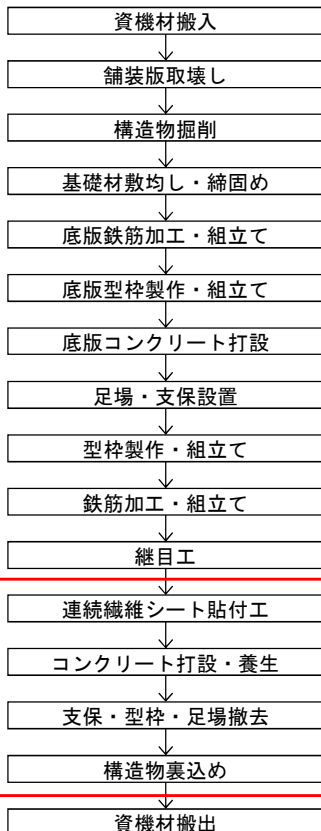 資機材搬入
舗装版取壊し
構造物掘削
基礎材敷均し・締固め
底版鉄筋加工・組立て
底版型枠製作・組立て
底版コンクリート打設
足場・支保設置
型枠製作・組立て
鉄筋加工・組立て
継目工
連続繊維シート貼付工
コンクリート打設・養生
支保・型枠・足場撤去
構造物裏込め
資機材搬出